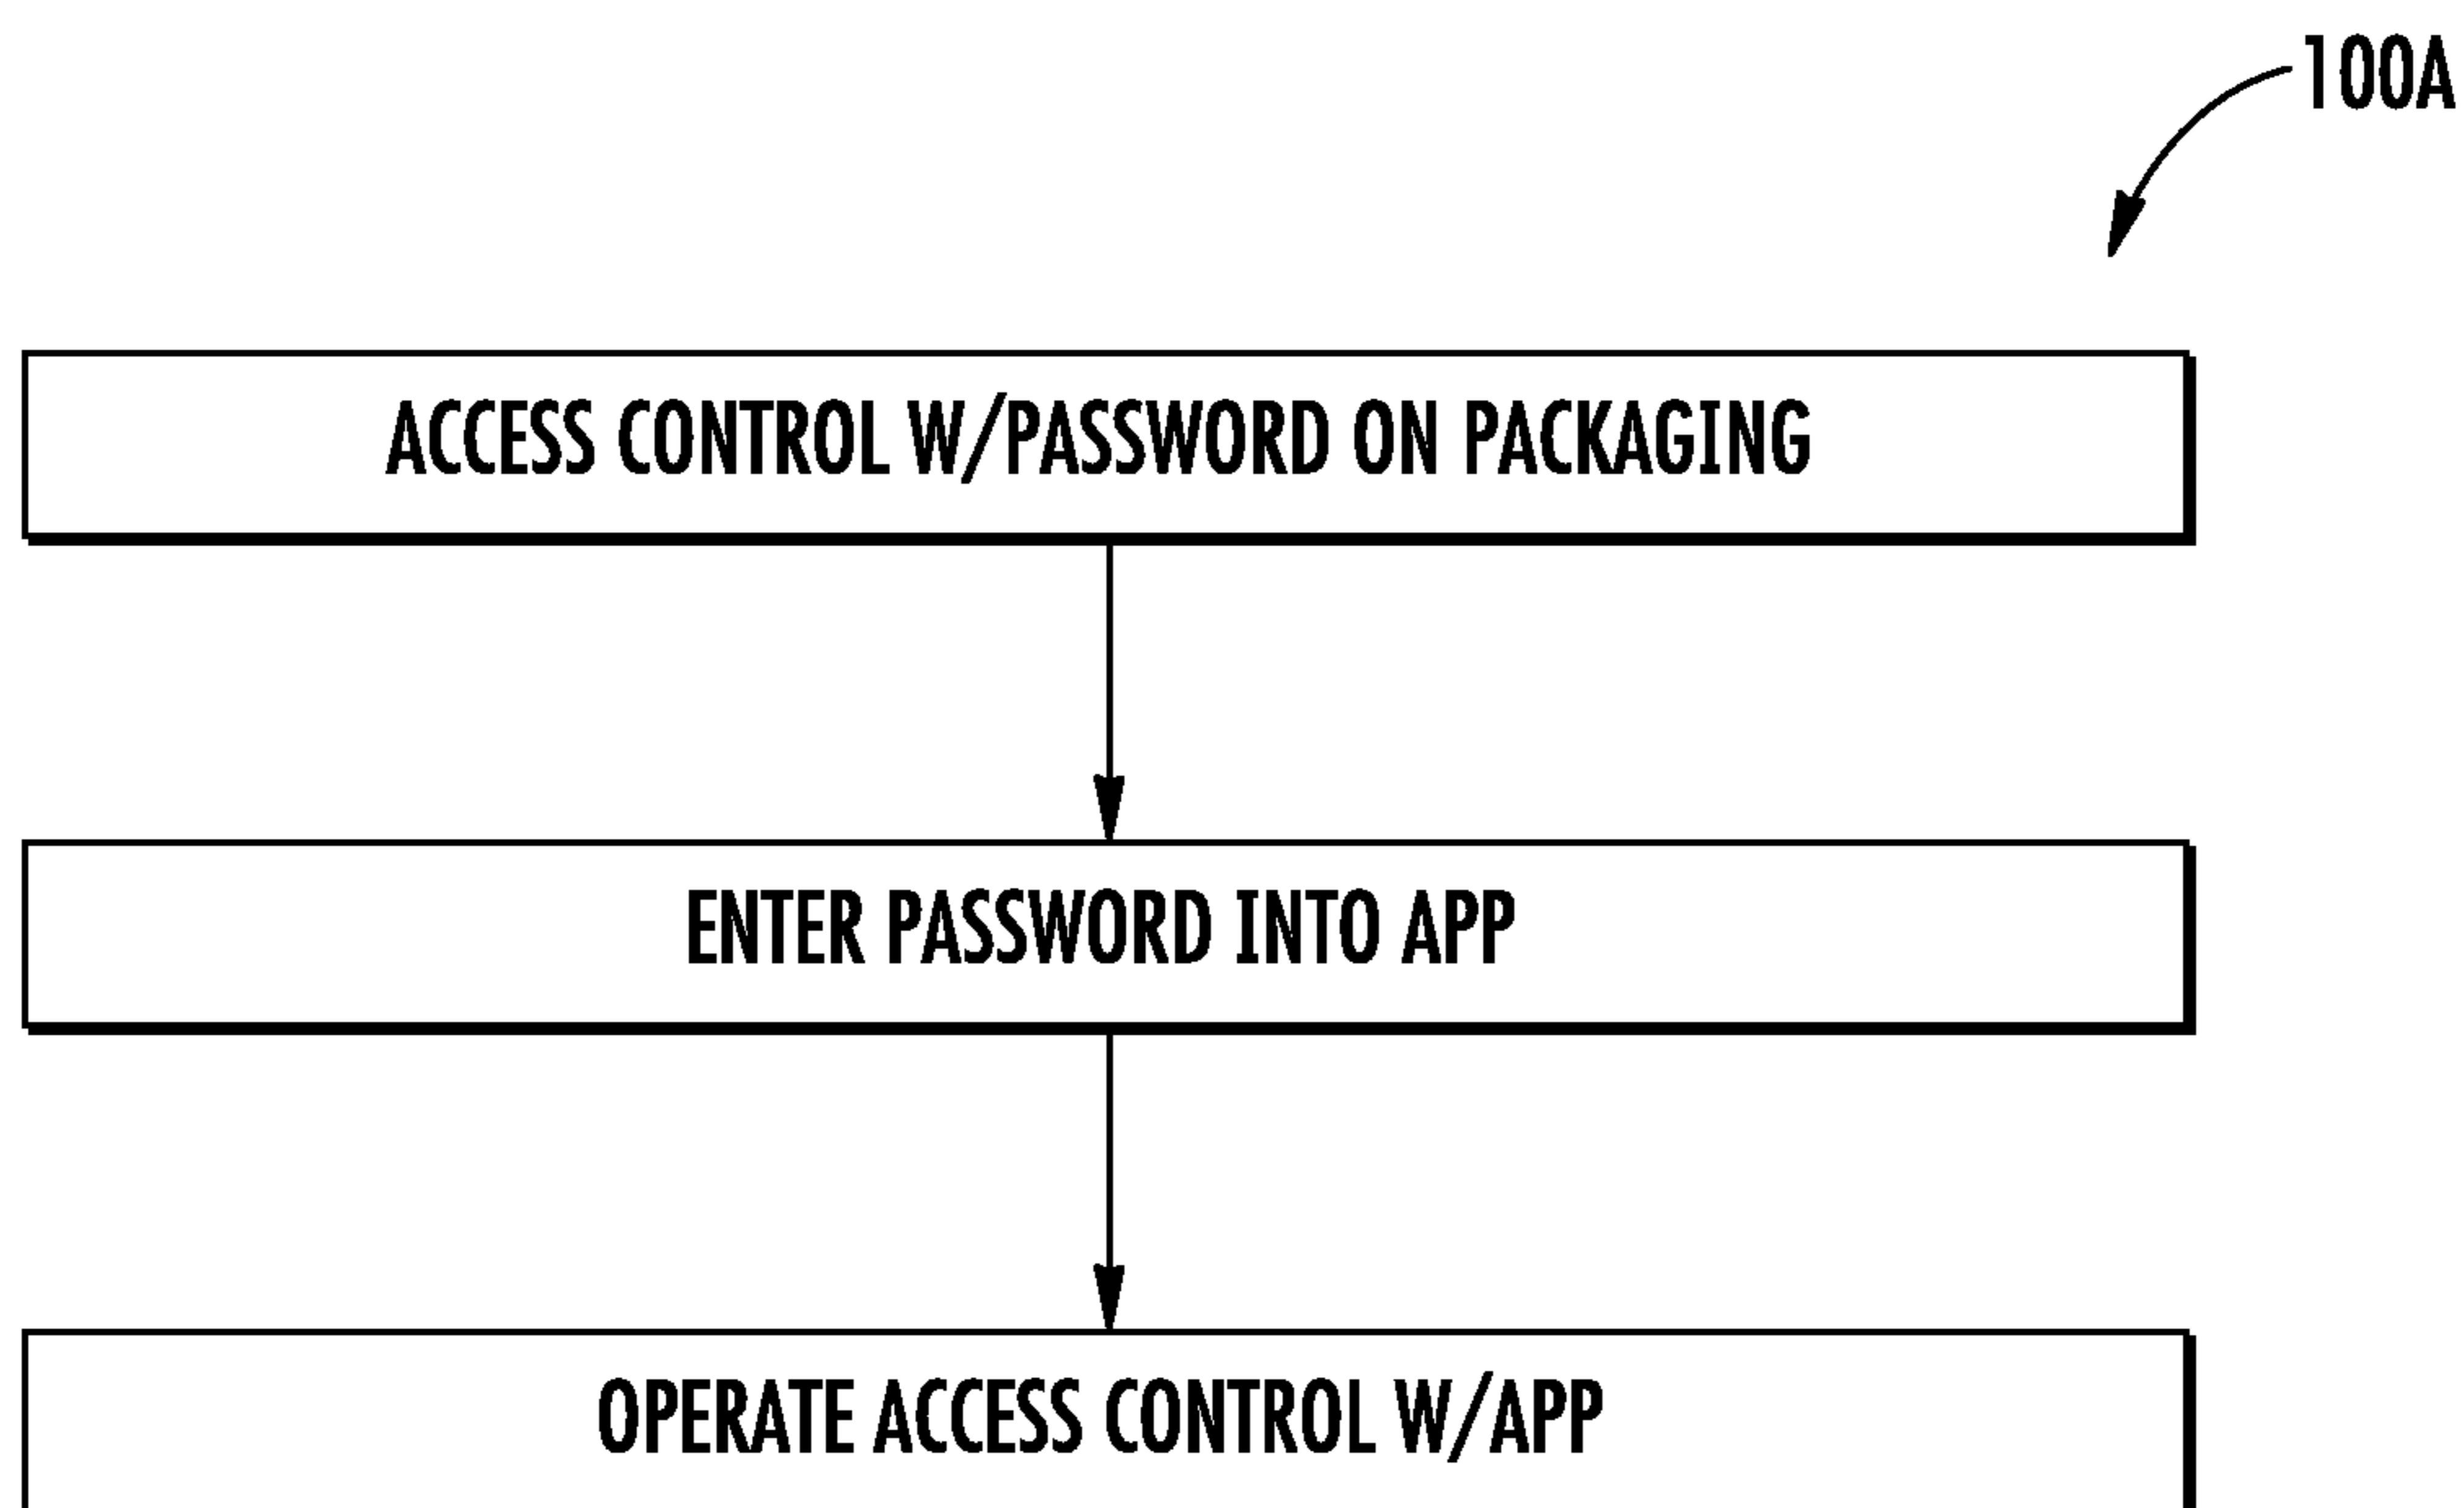 100A
ACCESS CONTROL W/PASSWORD ON PACKAGING
ENTER PASSWORD INTO APP
OPERATE ACCESS CONTROL W/APP